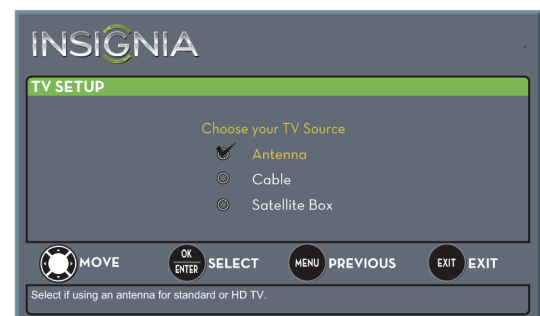 INSIGNIA
TV SETUP
Choose your TV Source
Antenna
Cable
Satellite Box
MOVE OK ENTER SELECT MENU PREVIOUS EXIT EXIT
Select if using an antenna for standard or HD TV.